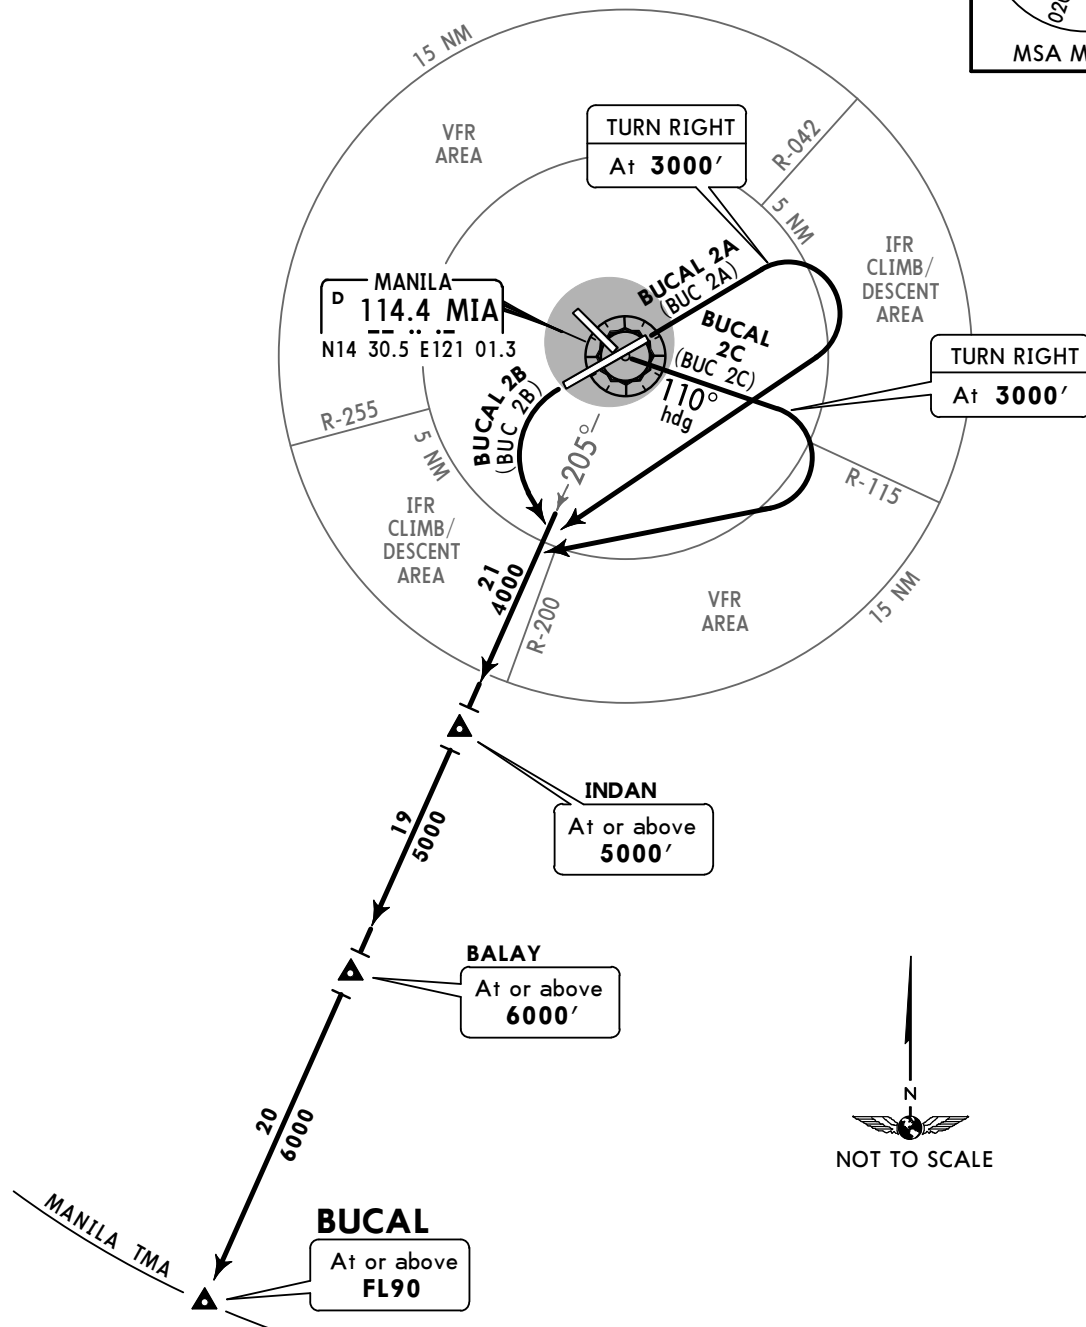 020
MSA M
15 NM
VFR
AREA
TURN RIGHT
At 3000'
R-042
5 NM
IFR
CLIMB/
DESCENT
AREA
MANILA
D 114.4 MIA
N14 30.5 E121 01.3
BUCAL 2A
(BUC 2A)
BUCAL
2C
(BUC 2C)
110°
hdg
TURN RIGHT
At 3000'
BUCAL 2B
(BUC 2B)
205°
R-255
5 NM
R-115
IFR
CLIMB/
DESCENT
AREA
21
4000
R-200
VFR
AREA
15 NM
INDAN
At or above
5000'
19
5000
BALAY
At or above
6000'
20
6000
N
NOT TO SCALE
MANILA TMA
BUCAL
At or above
FL90